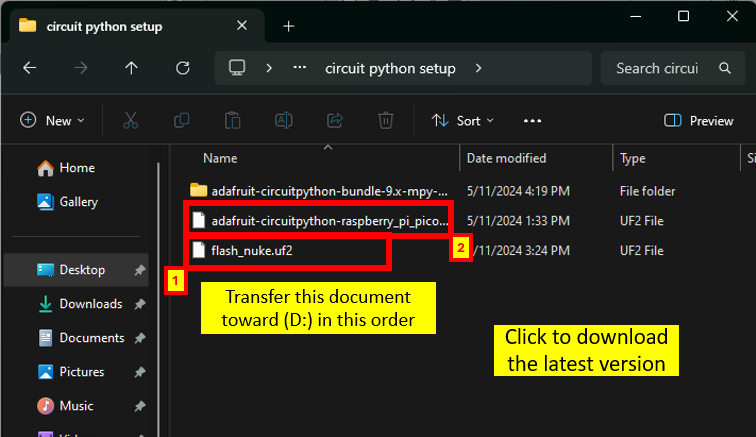 circuit python setup
circuit python setup
Search circui
New
Sort
Preview
Name
Date modified
Type
Si
Home
Gallery
Desktop
Downloads
Documents
Pictures
Music
adafruit-circuitpython-bundle-9.x-mpy-...
5/11/2024 4:19 PM
File folder
adafruit-circuitpython-raspberry_pi_pico...
5/11/2024 1:33 PM
UF2 File
flash_nuke.uf2
/11/2024 3:24 PM
UF2 File
2
1
Transfer this document
toward (D:) in this order
Click to download
the latest version